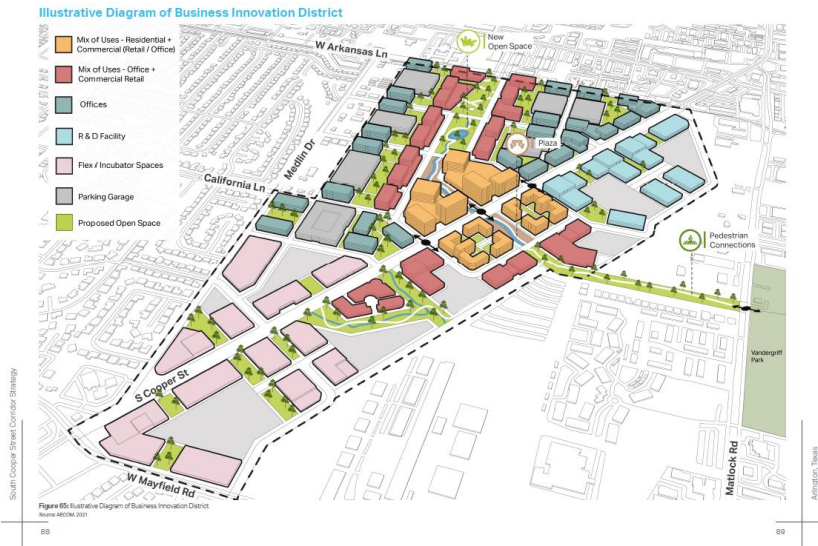 Illustrative Diagram of Business Innovation District
Mix of Uses - Residential +
Commercial (Retail / Office)
Mix of Uses - Office +
Commercial Retail
Offices
R & D Facility
Flex / Incubator Spaces
Parking Garage
Proposed Open Space
W Arkansas Ln
New
Open Space
Medlin Dr
Plaza
California Ln
Pedestrian
Connections
Vandergriff
Park
S Cooper St
W Mayfield Rd
Matlock Rd
South Cooper Street Corridor Strategy
Arlington, Texas
Figure 65: Illustrative Diagram of Business Innovation District
Source: AECOM, 2021
88
89